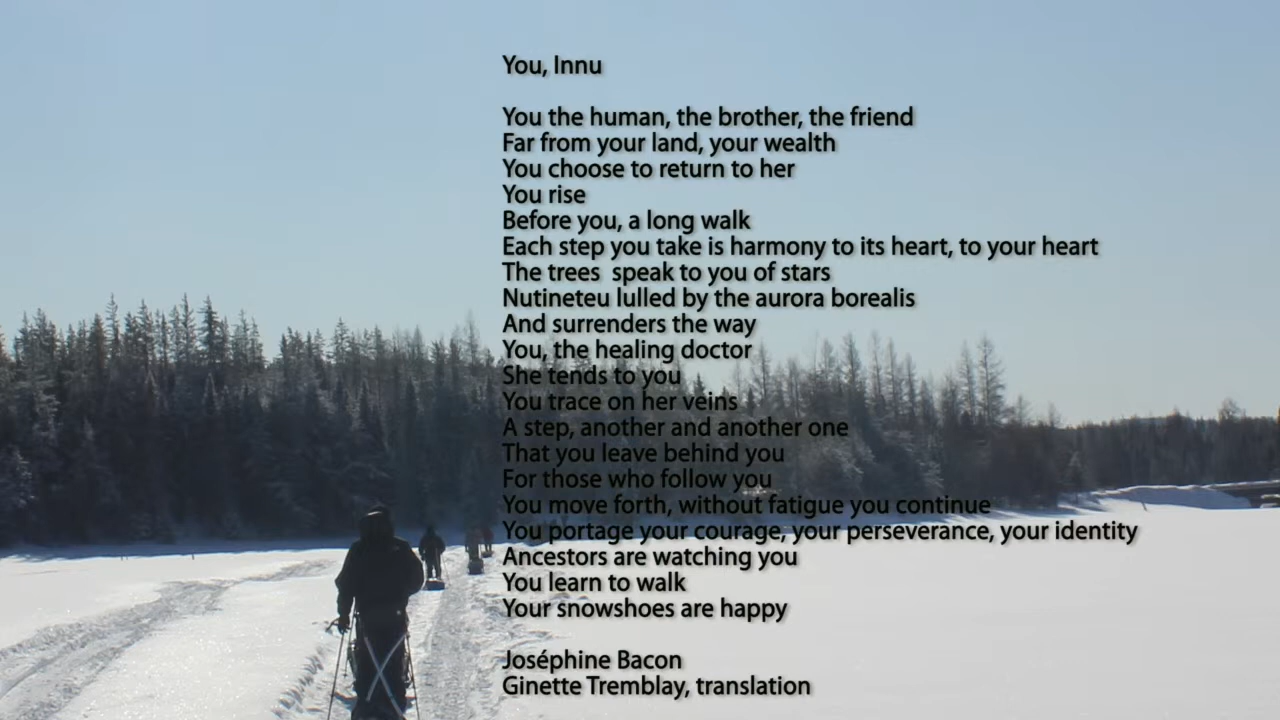 You, Innu
You the human, the brother, the friend
Far from your land, your wealth
You choose to return to her
You rise
Before you, a long walk
Each step you take is harmony to its heart, to your heart
The trees  speak to you of stars
Nutineteu lulled by the aurora borealis
And surrenders the way
You, the healing doctor
She tends to you
You trace on her veins
A step, another and another one
That you leave behind you
For those who follow you
You move forth, without fatigue you continue
You portage your courage, your perseverance, your identity
Ancestors are watching you
You learn to walk
Your snowshoes are happy
Joséphine Bacon
Ginette Tremblay, translation